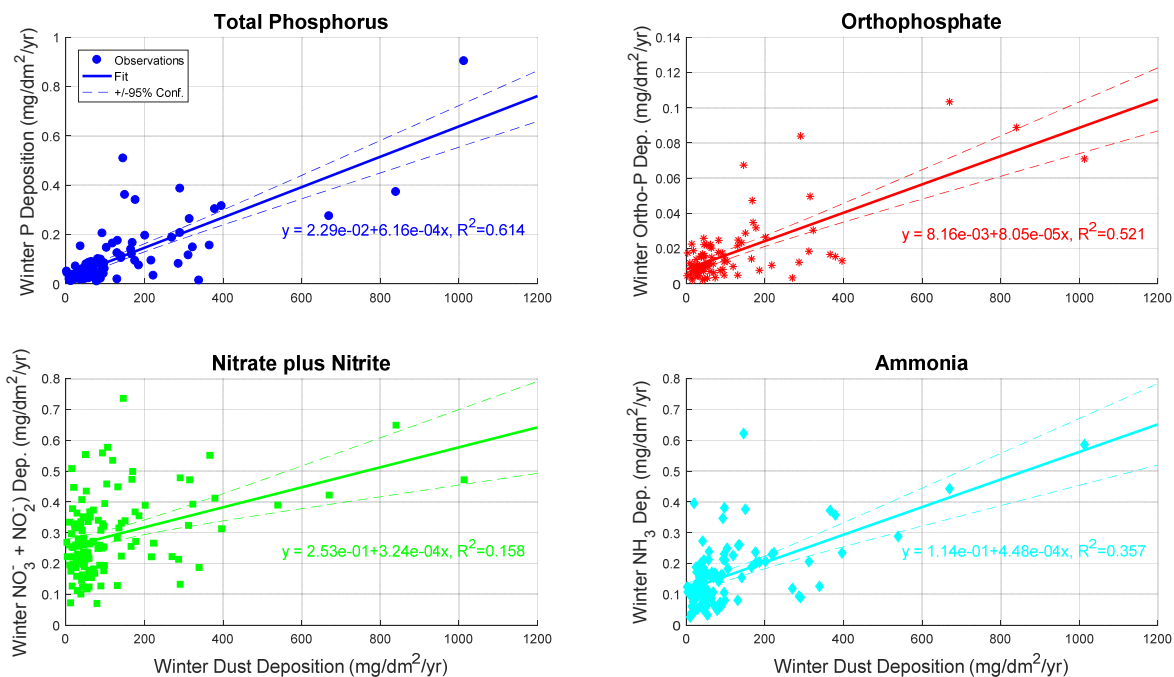 Total Phosphorus
Winter P Deposition (mg/dm²/yr)
1
0.8
0.6
0.4
0.2
0
Observations
Fit
+/-95% Conf.
y = 2.29e-02+6.16e-04x, R²=0.614
0 200 400 600 800 1000 1200
Orthophosphate
Winter Ortho-P Dep. (mg/dm²/yr)
0.14
0.12
0.1
0.08
0.06
0.04
0.02
0
y = 8.16e-03+8.05e-05x, R²=0.521
0 200 400 600 800 1000 1200
Nitrate plus Nitrite
Winter NO₃⁻ + NO₂⁻) Dep. (mg/dm²/yr)
0.8
0.7
0.6
0.5
0.4
0.3
0.2
0.1
0
y = 2.53e-01+3.24e-04x, R²=0.158
0 200 400 600 800 1000 1200
Winter Dust Deposition (mg/dm²/yr)
Ammonia
Winter NH₃ Dep. (mg/dm²/yr)
0.8
0.7
0.6
0.5
0.4
0.3
0.2
0.1
0
y = 1.14e-01+4.48e-04x, R²=0.357
0 200 400 600 800 1000 1200
Winter Dust Deposition (mg/dm²/yr)